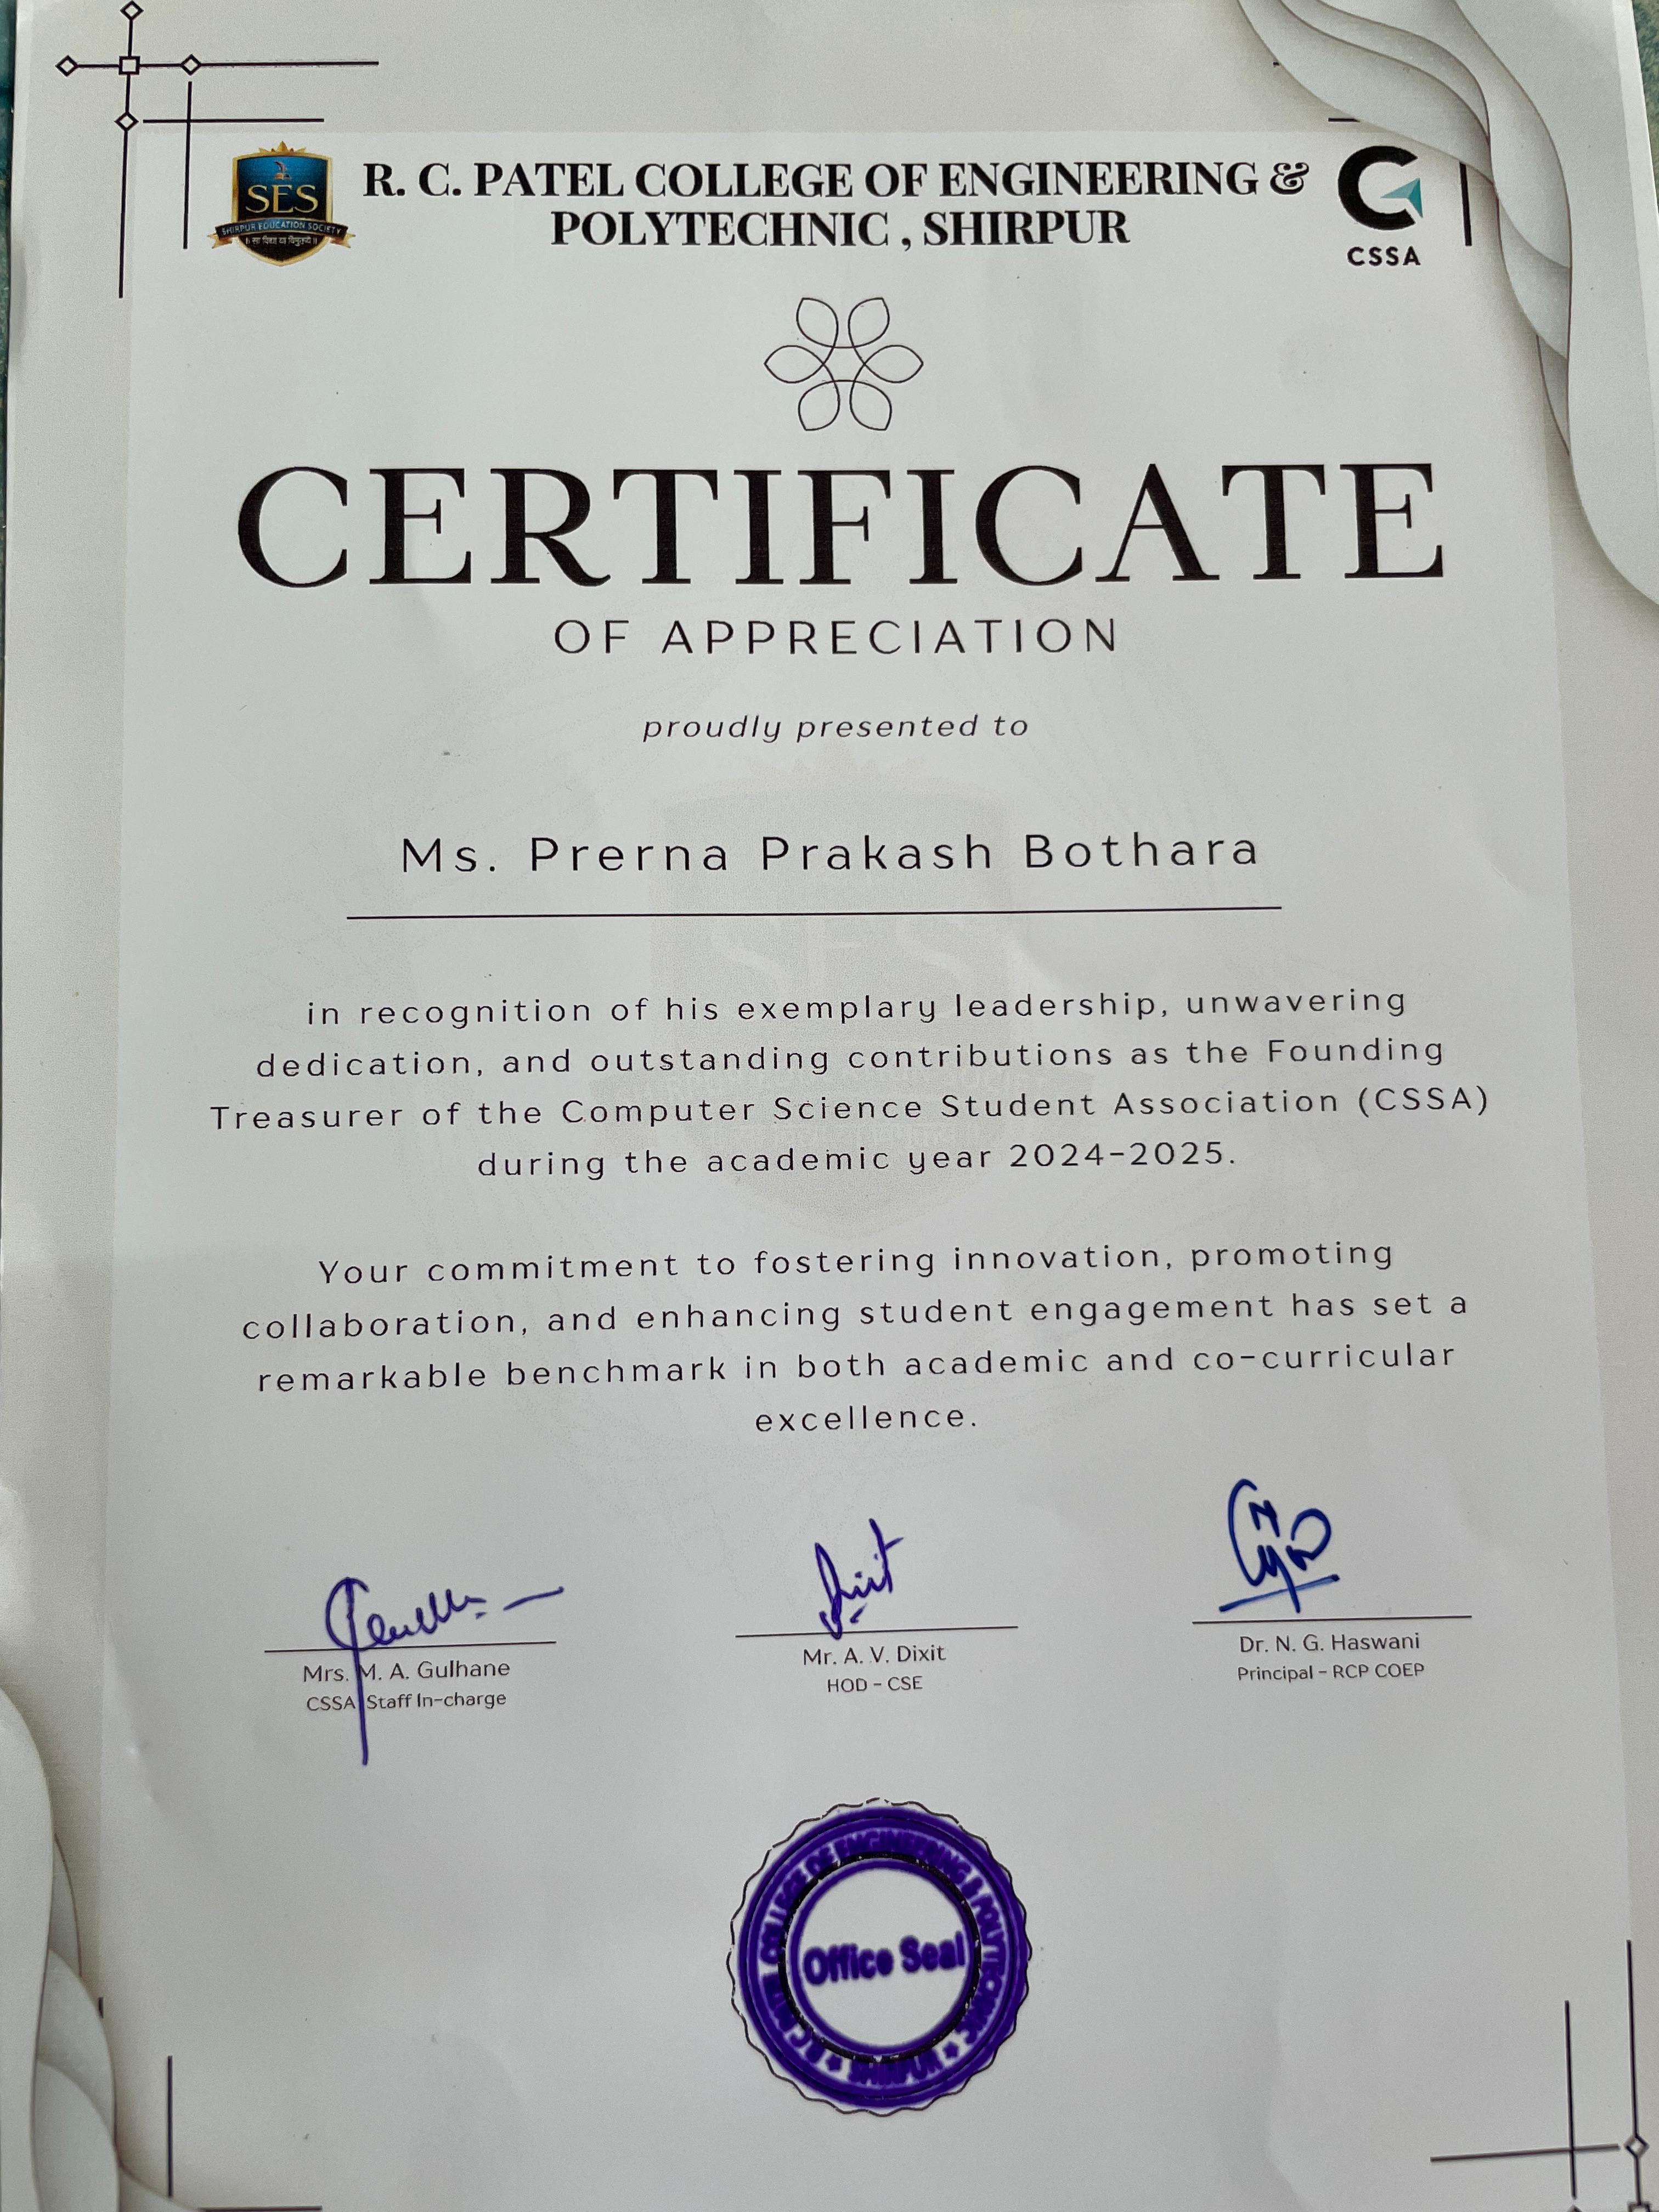 SES
SHIRPUR EDUCATION SOCIETY
॥ सा विद्या या विमुक्तये ॥
R. C. PATEL COLLEGE OF ENGINEERING &
POLYTECHNIC , SHIRPUR
CSSA
CERTIFICATE
OF APPRECIATION
proudly presented to
Ms. Prerna Prakash Bothara
in recognition of his exemplary leadership, unwavering
dedication, and outstanding contributions as the Founding
Treasurer of the Computer Science Student Association (CSSA)
during the academic year 2024-2025.
Your commitment to fostering innovation, promoting
collaboration, and enhancing student engagement has set a
remarkable benchmark in both academic and co-curricular
excellence.
Mrs. M. A. Gulhane
CSSA Staff In-charge
Mr. A. V. Dixit
HOD - CSE
Dr. N. G. Haswani
Principal - RCP COEP
R C PATEL COLLEGE OF ENGINEERING & POLYTECHNIC
★ SHIRPUR ★
Office Seal